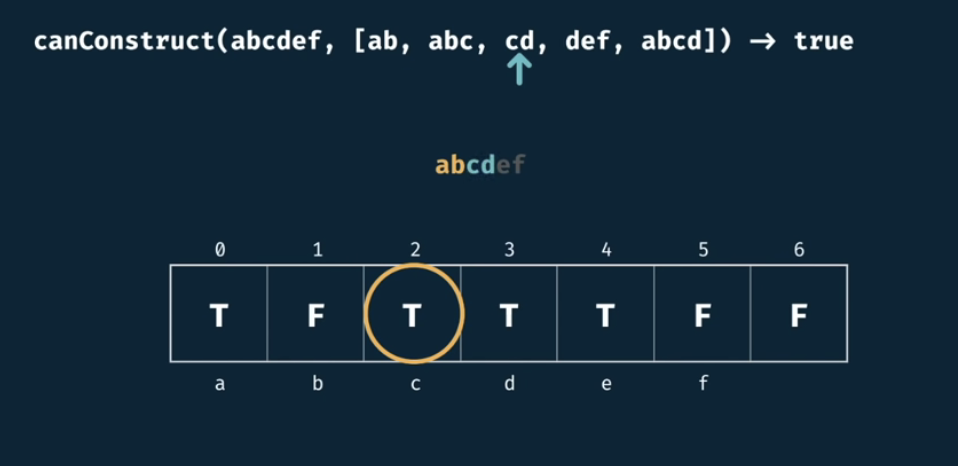 canConstruct(abcdef, [ab, abc, cd, def, abcd]) → true
abcdef
0 1 2 3 4 5 6
T F T T T F F
a b c d e f